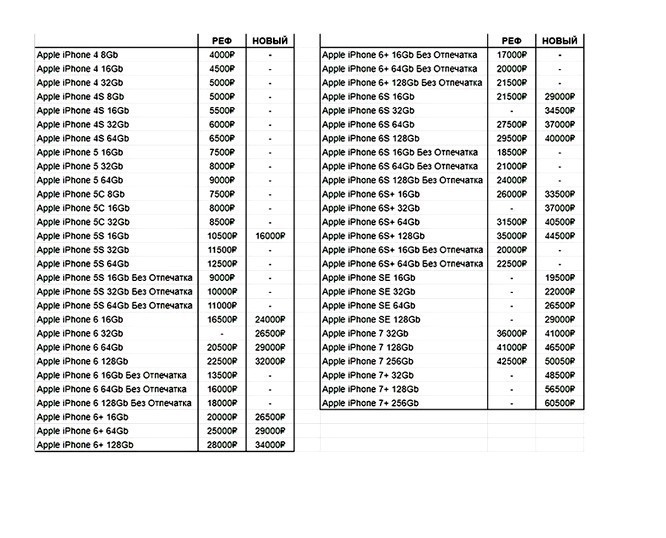 РЕФ НОВЫЙ
Apple iPhone 4 8Gb 4000₽ -
Apple iPhone 4 16Gb 4500₽ -
Apple iPhone 4 32Gb 5000₽ -
Apple iPhone 4S 8Gb 5000₽ -
Apple iPhone 4S 16Gb 5500₽ -
Apple iPhone 4S 32Gb 6000₽ -
Apple iPhone 4S 64Gb 6500₽ -
Apple iPhone 5 16Gb 7500₽ -
Apple iPhone 5 32Gb 8000₽ -
Apple iPhone 5 64Gb 9000₽ -
Apple iPhone 5C 8Gb 7500₽ -
Apple iPhone 5C 16Gb 8000₽ -
Apple iPhone 5C 32Gb 8500₽ -
Apple iPhone 5S 16Gb 10500₽ 16000₽
Apple iPhone 5S 32Gb 11500₽ -
Apple iPhone 5S 64Gb 12500₽ -
Apple iPhone 5S 16Gb Без Отпечатка 9000₽ -
Apple iPhone 5S 32Gb Без Отпечатка 10000₽ -
Apple iPhone 5S 64Gb Без Отпечатка 11000₽ -
Apple iPhone 6 16Gb 16500₽ 24000₽
Apple iPhone 6 32Gb - 26500₽
Apple iPhone 6 64Gb 20500₽ 29000₽
Apple iPhone 6 128Gb 22500₽ 32000₽
Apple iPhone 6 16Gb Без Отпечатка 13500₽ -
Apple iPhone 6 64Gb Без Отпечатка 16000₽ -
Apple iPhone 6 128Gb Без Отпечатка 18000₽ -
Apple iPhone 6+ 16Gb 20000₽ 26500₽
Apple iPhone 6+ 64Gb 25000₽ 29000₽
Apple iPhone 6+ 128Gb 28000₽ 34000₽
РЕФ НОВЫЙ
Apple iPhone 6+ 16Gb Без Отпечатка 17000₽ -
Apple iPhone 6+ 64Gb Без Отпечатка 20000₽ -
Apple iPhone 6+ 128Gb Без Отпечатка 21500₽ -
Apple iPhone 6S 16Gb 21500₽ 29000₽
Apple iPhone 6S 32Gb - 34500₽
Apple iPhone 6S 64Gb 27500₽ 37000₽
Apple iPhone 6S 128Gb 29500₽ 40000₽
Apple iPhone 6S 16Gb Без Отпечатка 18500₽ -
Apple iPhone 6S 64Gb Без Отпечатка 21000₽ -
Apple iPhone 6S 128Gb Без Отпечатка 24000₽ -
Apple iPhone 6S+ 16Gb 26000₽ 33500₽
Apple iPhone 6S+ 32Gb - 37000₽
Apple iPhone 6S+ 64Gb 31500₽ 40500₽
Apple iPhone 6S+ 128Gb 35000₽ 44500₽
Apple iPhone 6S+ 16Gb Без Отпечатка 20000₽ -
Apple iPhone 6S+ 64Gb Без Отпечатка 22500₽ -
Apple iPhone SE 16Gb - 19500₽
Apple iPhone SE 32Gb - 22000₽
Apple iPhone SE 64Gb - 26500₽
Apple iPhone SE 128Gb - 29000₽
Apple iPhone 7 32Gb 36000₽ 41000₽
Apple iPhone 7 128Gb 41000₽ 46500₽
Apple iPhone 7 256Gb 42500₽ 50050₽
Apple iPhone 7+ 32Gb - 48500₽
Apple iPhone 7+ 128Gb - 56500₽
Apple iPhone 7+ 256Gb - 60500₽